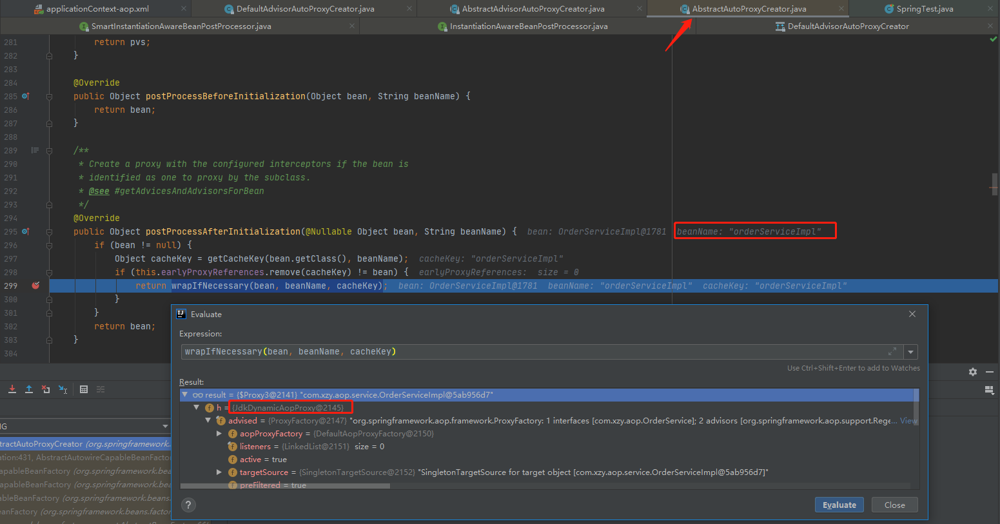 applicationContext-aop.xml
DefaultAdvisorAutoProxyCreator.java
AbstractAdvisorAutoProxyCreator.java
AbstractAutoProxyCreator.java
SpringTest.java
SmartInstantiationAwareBeanPostProcessor.java
InstantiationAwareBeanPostProcessor.java
DefaultAdvisorAutoProxyCreator
281 return pvs;
282 }
283
284 @Override
285 public Object postProcessBeforeInitialization(Object bean, String beanName) {
286 return bean;
287 }
288
289 /**
290 * Create a proxy with the configured interceptors if the bean is
291 * identified as one to proxy by the subclass.
292 * @see #getAdvicesAndAdvisorsForBean
293 */
294 @Override
295 public Object postProcessAfterInitialization(@Nullable Object bean, String beanName) { bean: OrderServiceImpl@1781 beanName: "orderServiceImpl"
296 if (bean != null) {
297 Object cacheKey = getCacheKey(bean.getClass(), beanName); cacheKey: "orderServiceImpl"
298 if (this.earlyProxyReferences.remove(cacheKey) != bean) { earlyProxyReferences: size = 0
299 return wrapIfNecessary(bean, beanName, cacheKey); bean: OrderServiceImpl@1781 beanName: "orderServiceImpl" cacheKey: "orderServiceImpl"
300 }
301 }
302 return bean;
303 }
304
Evaluate
Expression:
wrapIfNecessary(bean, beanName, cacheKey)
Use Ctrl+Shift+Enter to add to Watches
Result:
result = {$Proxy3@2141} "com.xzy.aop.service.OrderServiceImpl@5ab956d7"
h = {JdkDynamicAopProxy@2145}
advised = {ProxyFactory@2147} "org.springframework.aop.framework.ProxyFactory: 1 interfaces [com.xzy.aop.OrderService]; 2 advisors [org.springframework.aop.support.Rege... View
aopProxyFactory = {DefaultAopProxyFactory@2150}
listeners = {LinkedList@2151} size = 0
active = true
targetSource = {SingletonTargetSource@2152} "SingletonTargetSource for target object [com.xzy.aop.service.OrderServiceImpl@5ab956d7]"
preFiltered = true
?
Evaluate
Close
NG
tractAutoProxyCreator (org.springframework.
ation:431, AbstractAutowireCapableBeanFacto
CapableBeanFactory (org.springframework.bea
apableBeanFactory (org.springframework.bean
ableBeanFactory (org.springframework.beans.
eanFactory (org.springframework.beans.factor